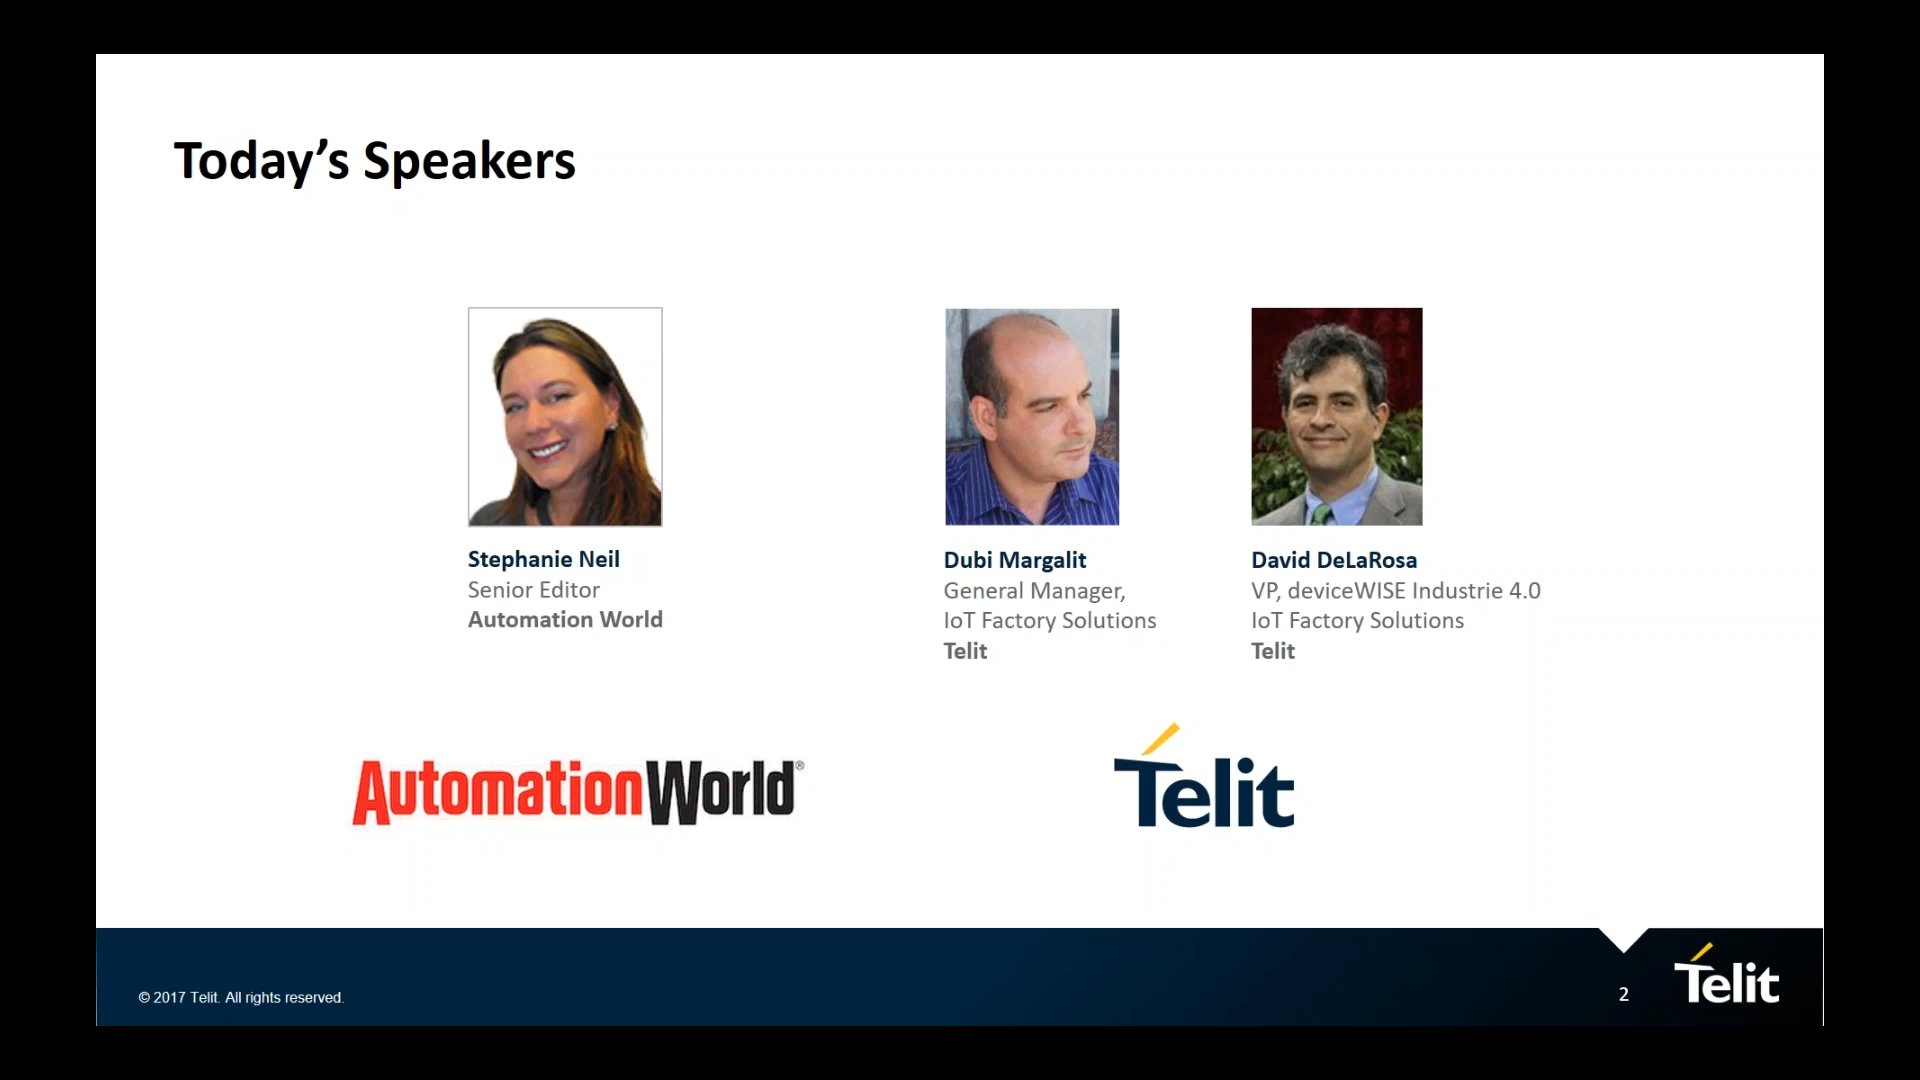 Today’s Speakers
Stephanie Neil
Senior Editor
Automation World
Dubi Margalit
General Manager,
IoT Factory Solutions
Telit
David DeLaRosa
VP, deviceWISE Industrie 4.0
IoT Factory Solutions
Telit
AutomationWorld®
Telit
© 2017 Telit. All rights reserved.
2
Telit